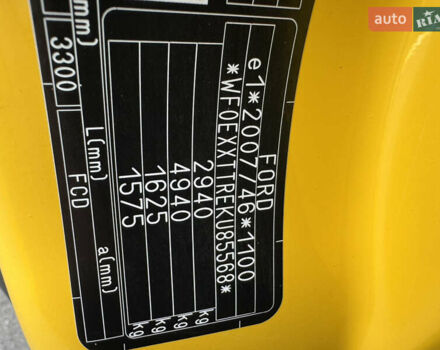 auto RIA
FORD
e1*2007/46*1100
*WF0EXXTTREKU85568*
2940 kg
4940 kg
1625 kg
1575 kg
L(mm) a(mm)
FCD
mm)
3300